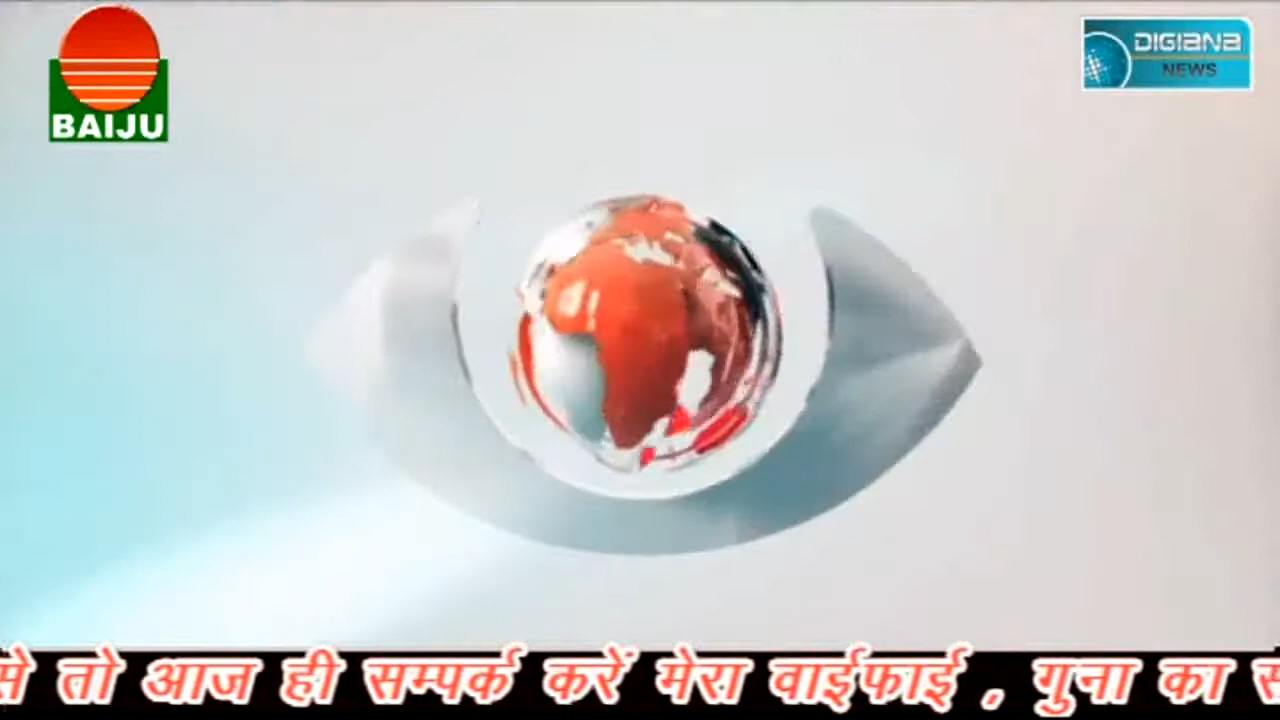 BAIJU
DIGIANA
NEWS
से तो आज ही सम्पर्क करें मेरा वाईफाई , गुना का